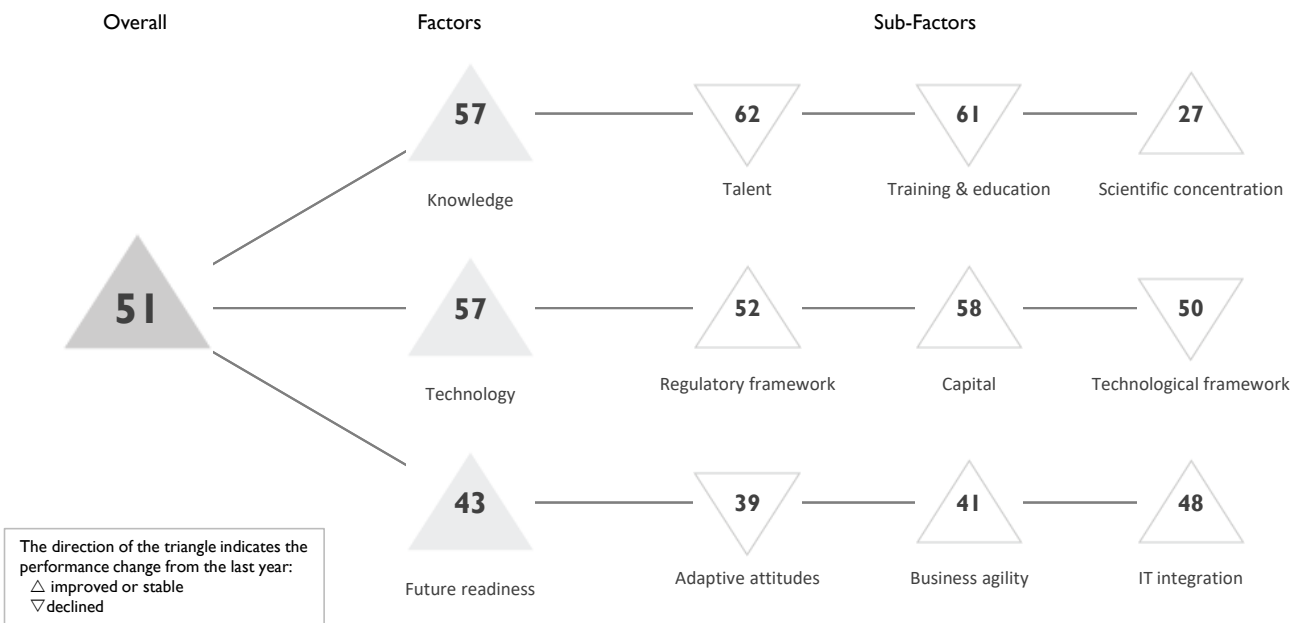 Overall Factors Sub-Factors
57 62 61 27
Knowledge Talent Training & education Scientific concentration
51 57 52 58 50
Technology Regulatory framework Capital Technological framework
43 39 41 48
Future readiness Adaptive attitudes Business agility IT integration
The direction of the triangle indicates the
performance change from the last year:
△ improved or stable
▽ declined